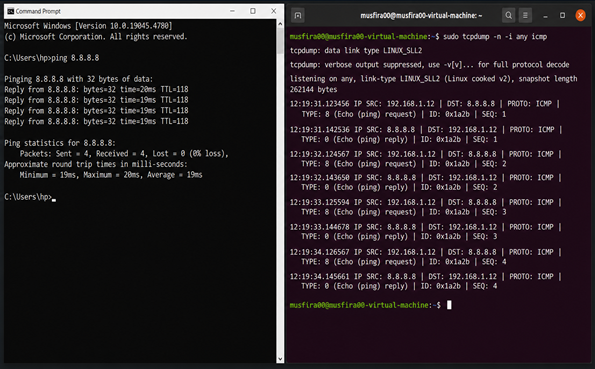 Command Prompt
Microsoft Windows [Version 10.0.19045.4780]
(c) Microsoft Corporation. All rights reserved.
C:\Users\hp>ping 8.8.8.8
Pinging 8.8.8.8 with 32 bytes of data:
Reply from 8.8.8.8: bytes=32 time=20ms TTL=118
Reply from 8.8.8.8: bytes=32 time=19ms TTL=118
Reply from 8.8.8.8: bytes=32 time=19ms TTL=118
Reply from 8.8.8.8: bytes=32 time=19ms TTL=118
Ping statistics for 8.8.8.8:
Packets: Sent = 4, Received = 4, Lost = 0 (0% loss),
Approximate round trip times in milli-seconds:
Minimum = 19ms, Maximum = 20ms, Average = 19ms
C:\Users\hp>
musfira00@musfira00-virtual-machine: ~
musfira00@musfira00-virtual-machine:~$ sudo tcpdump -n -i any icmp
tcpdump: data link type LINUX_SLL2
tcpdump: verbose output suppressed, use -v[v]... for full protocol decode
listening on any, link-type LINUX_SLL2 (Linux cooked v2), snapshot length
262144 bytes
12:19:31.123456 IP SRC: 192.168.1.12 | DST: 8.8.8.8 | PROTO: ICMP |
TYPE: 8 (Echo (ping) request) | ID: 0x1a2b | SEQ: 1
12:19:31.142536 IP SRC: 8.8.8.8 | DST: 192.168.1.12 | PROTO: ICMP |
TYPE: 0 (Echo (ping) reply) | ID: 0x1a2b | SEQ: 1
12:19:32.124567 IP SRC: 192.168.1.12 | DST: 8.8.8.8 | PROTO: ICMP |
TYPE: 8 (Echo (ping) request) | ID: 0x1a2b | SEQ: 2
12:19:32.143650 IP SRC: 8.8.8.8 | DST: 192.168.1.12 | PROTO: ICMP |
TYPE: 0 (Echo (ping) reply) | ID: 0x1a2b | SEQ: 2
12:19:33.125594 IP SRC: 192.168.1.12 | DST: 8.8.8.8 | PROTO: ICMP |
TYPE: 8 (Echo (ping) request) | ID: 0x1a2b | SEQ: 3
12:19:33.144678 IP SRC: 8.8.8.8 | DST: 192.168.1.12 | PROTO: ICMP |
TYPE: 0 (Echo (ping) reply) | ID: 0x1a2b | SEQ: 3
12:19:34.126567 IP SRC: 192.168.1.12 | DST: 8.8.8.8 | PROTO: ICMP |
TYPE: 8 (Echo (ping) request) | ID: 0x1a2b | SEQ: 4
12:19:34.145661 IP SRC: 8.8.8.8 | DST: 192.168.1.12 | PROTO: ICMP |
TYPE: 0 (Echo (ping) reply) | ID: 0x1a2b | SEQ: 4
musfira00@musfira00-virtual-machine:~$